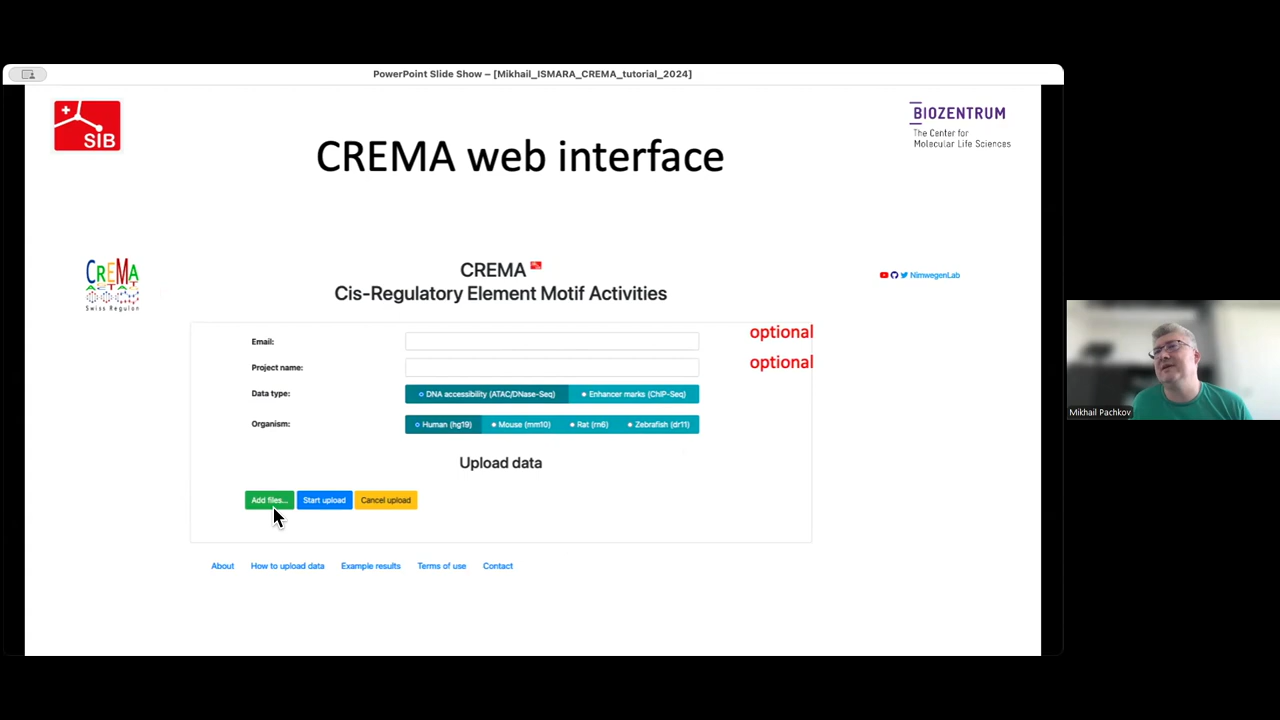 PowerPoint Slide Show – [Mikhail_ISMARA_CREMA_tutorial_2024]
SIB
BIOZENTRUM
The Center for
Molecular Life Sciences
CREMA web interface
CREMA
Swiss Regulon
CREMA
Cis-Regulatory Element Motif Activities
NimwegenLab
Email:
optional
Project name:
optional
Data type:
DNA accessibility (ATAC/DNase-Seq)
Enhancer marks (ChIP-Seq)
Organism:
Human (hg19)
Mouse (mm10)
Rat (rn6)
Zebrafish (dr11)
Upload data
Add files...
Start upload
Cancel upload
About
How to upload data
Example results
Terms of use
Contact
Mikhail Pachkov